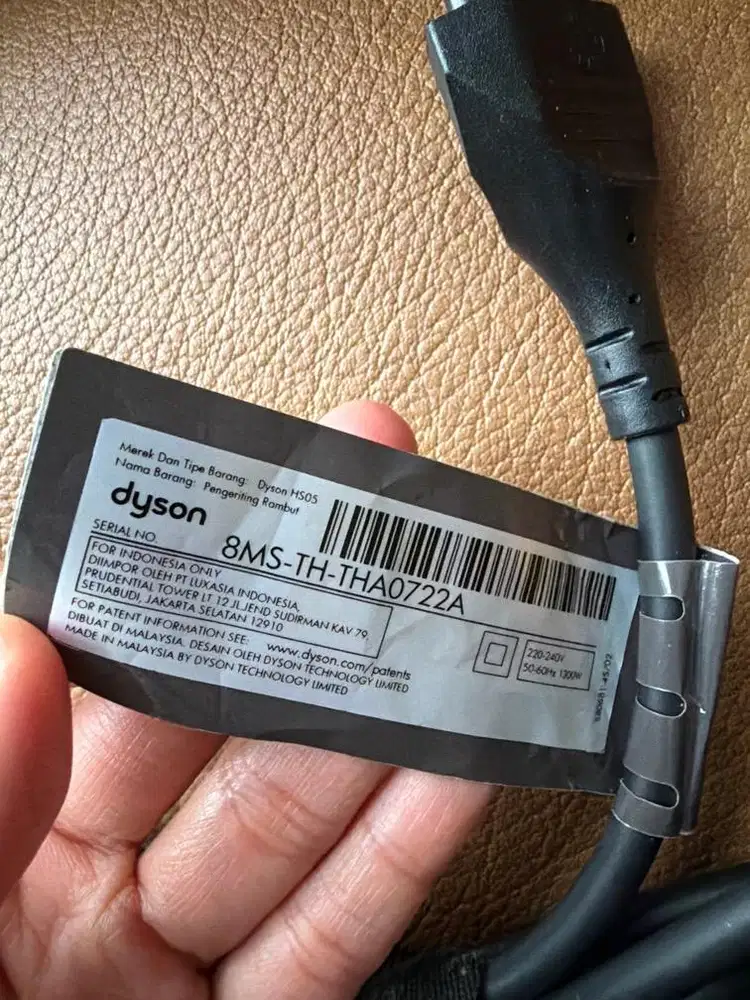 Merek Dan Tipe Barang: Dyson HS05
Nama Barang: Pengeriting Rambut
dyson
SERIAL NO.
8MS-TH-THA0722A
FOR INDONESIA ONLY
DIIMPOR OLEH PT LUXASIA INDONESIA,
PRUDENTIAL TOWER LT 12 JLJEND SUDIRMAN KAV 79,
SETIABUDI, JAKARTA SELATAN 12910
FOR PATENT INFORMATION SEE: www.dyson.com/patents
DIBUAT DI MALAYSIA. DESAIN OLEH DYSON TECHNOLOGY LIMITED
MADE IN MALAYSIA BY DYSON TECHNOLOGY LIMITED
220-240V
50-60Hz 1300W